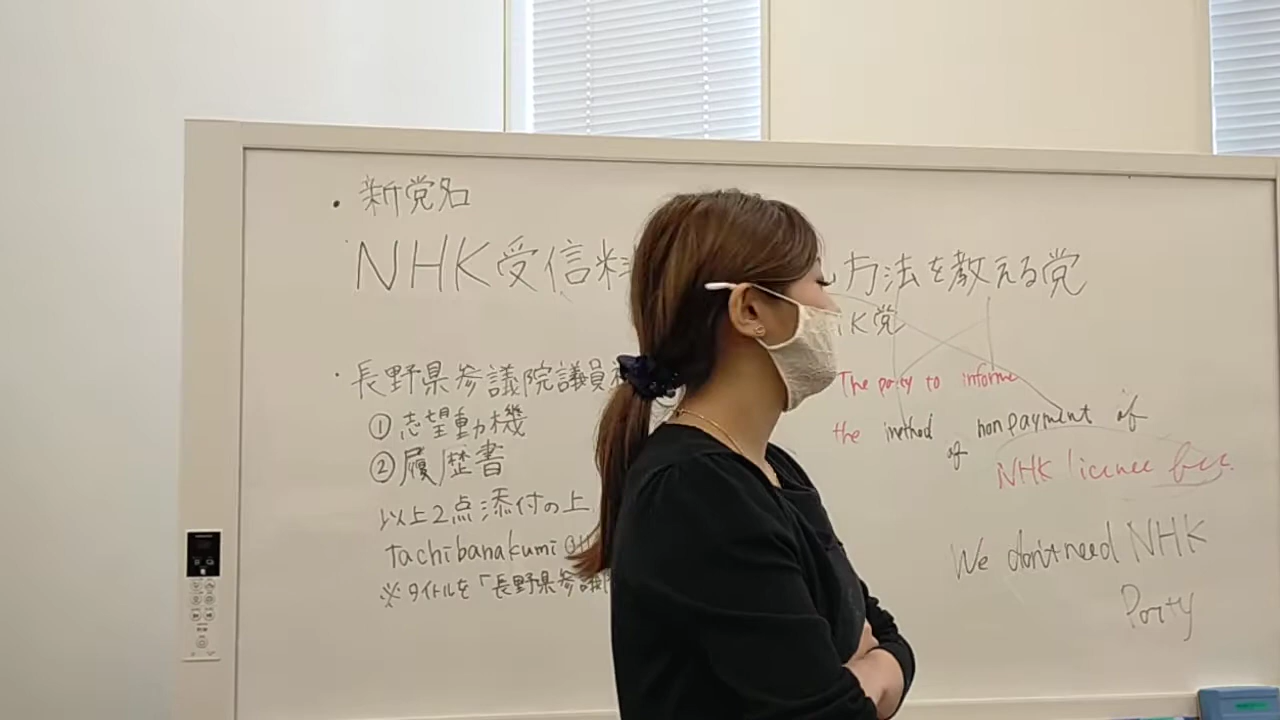 ・新党名
NHK受信料
方法を教える党
HK党
・長野県参議院議員
①志望動機
②履歴書
以上2点添付の上
tachibanakumi@
※タイトルを「長野県参議院
The party to informe
the method of nonpayment of
NHK licence
We don't need NHK
Party